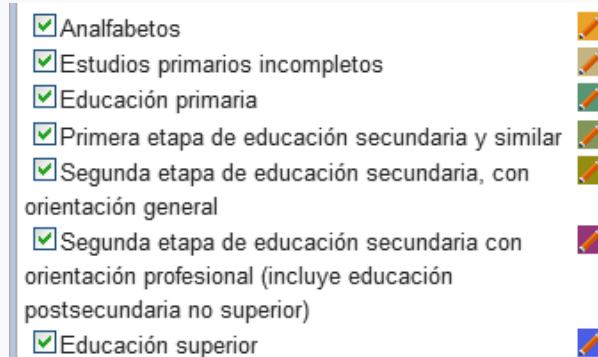 Analfabetos
Estudios primarios incompletos
Educación primaria
Primera etapa de educación secundaria y similar
Segunda etapa de educación secundaria, con
orientación general
Segunda etapa de educación secundaria con
orientación profesional (incluye educación
postsecundaria no superior)
Educación superior